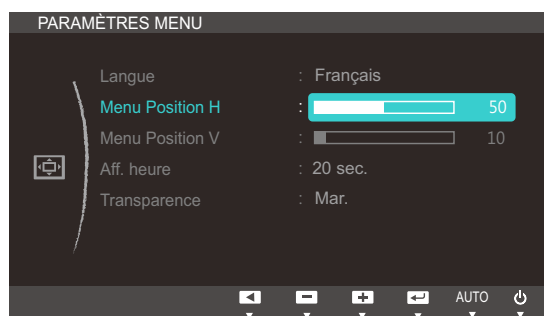 PARAMÈTRES MENU
Langue : Français
Menu Position H : 50
Menu Position V : 10
Aff. heure : 20 sec.
Transparence : Mar.
AUTO